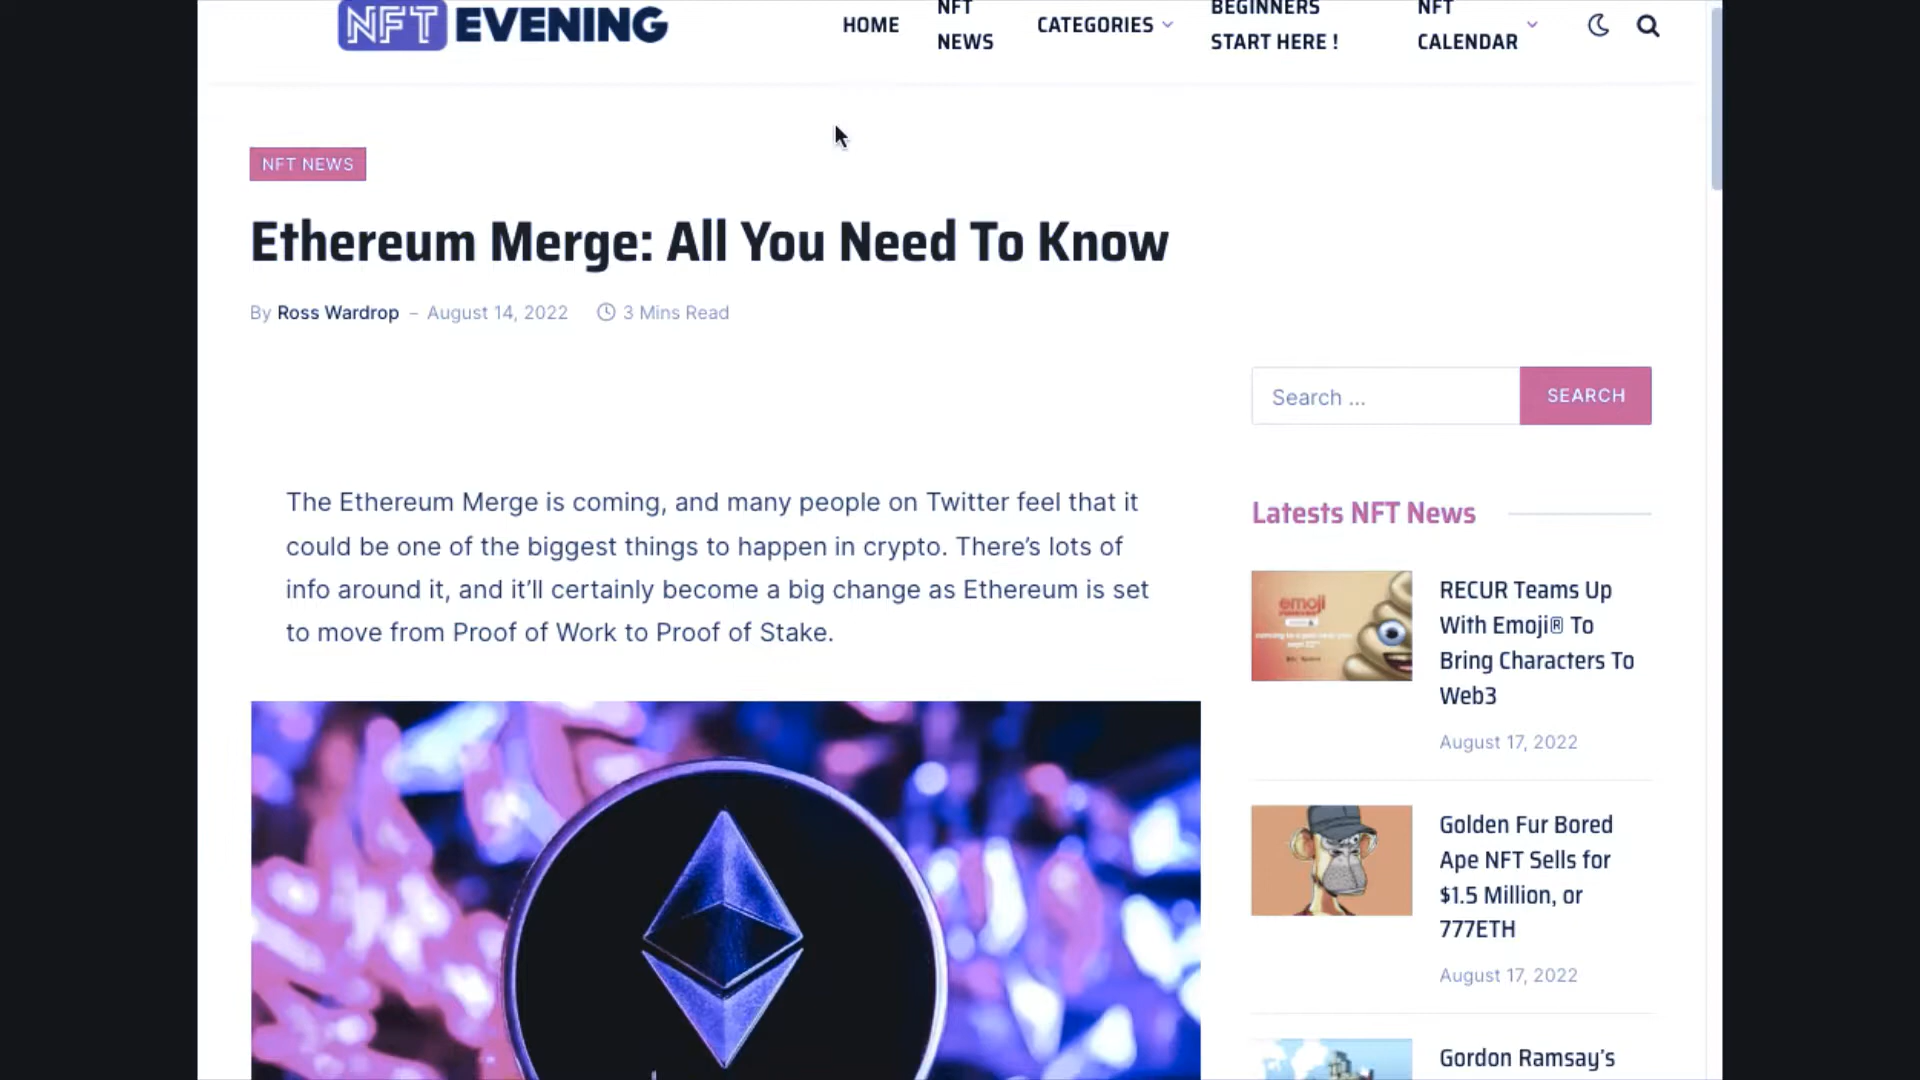 NFT EVENING
HOME
NFT
NEWS
CATEGORIES
BEGINNERS
START HERE !
NFT
CALENDAR
NFT NEWS
Ethereum Merge: All You Need To Know
By Ross Wardrop – August 14, 2022 3 Mins Read
Search ...
SEARCH
The Ethereum Merge is coming, and many people on Twitter feel that it
could be one of the biggest things to happen in crypto. There’s lots of
info around it, and it’ll certainly become a big change as Ethereum is set
to move from Proof of Work to Proof of Stake.
Latests NFT News
emoji
RECUR Teams Up
With Emoji® To
Bring Characters To
Web3
August 17, 2022
Golden Fur Bored
Ape NFT Sells for
$1.5 Million, or
777ETH
August 17, 2022
Gordon Ramsay’s